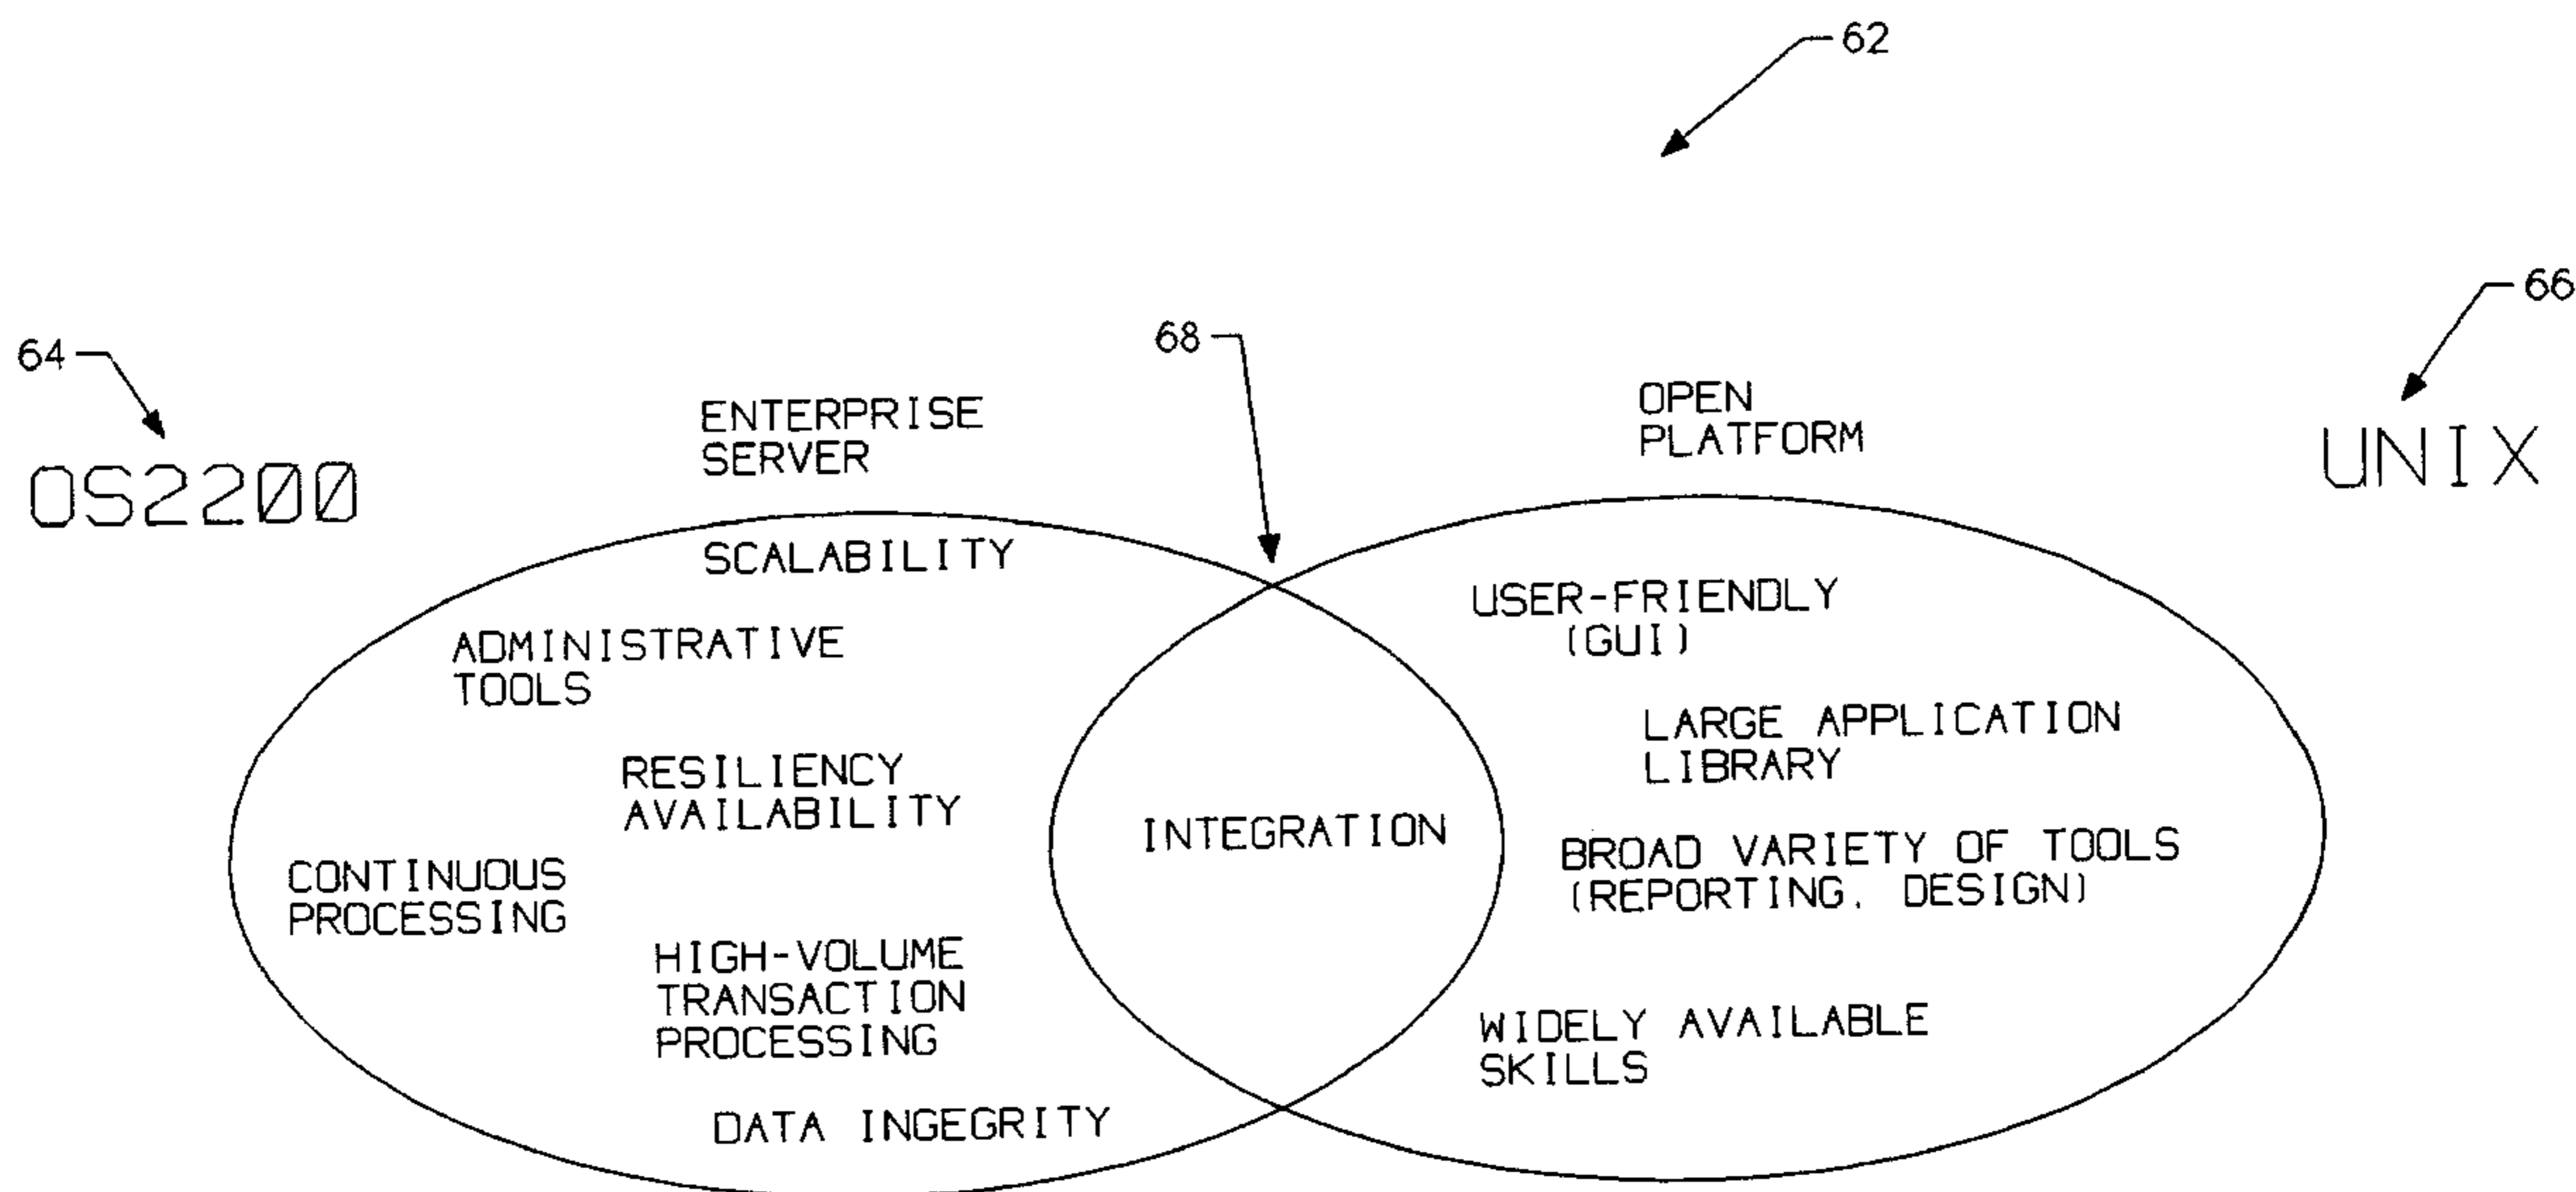 62
66
64
68
ENTERPRISE
SERVER
OPEN
PLATFORM
OS2200
UNIX
SCALABILITY
ADMINISTRATIVE
TOOLS
RESILIENCY
AVAILABILITY
CONTINUOUS
PROCESSING
HIGH-VOLUME
TRANSACTION
PROCESSING
DATA INGEGRITY
INTEGRATION
USER-FRIENDLY
(GUI)
LARGE APPLICATION
LIBRARY
BROAD VARIETY OF TOOLS
(REPORTING. DESIGN)
WIDELY AVAILABLE
SKILLS